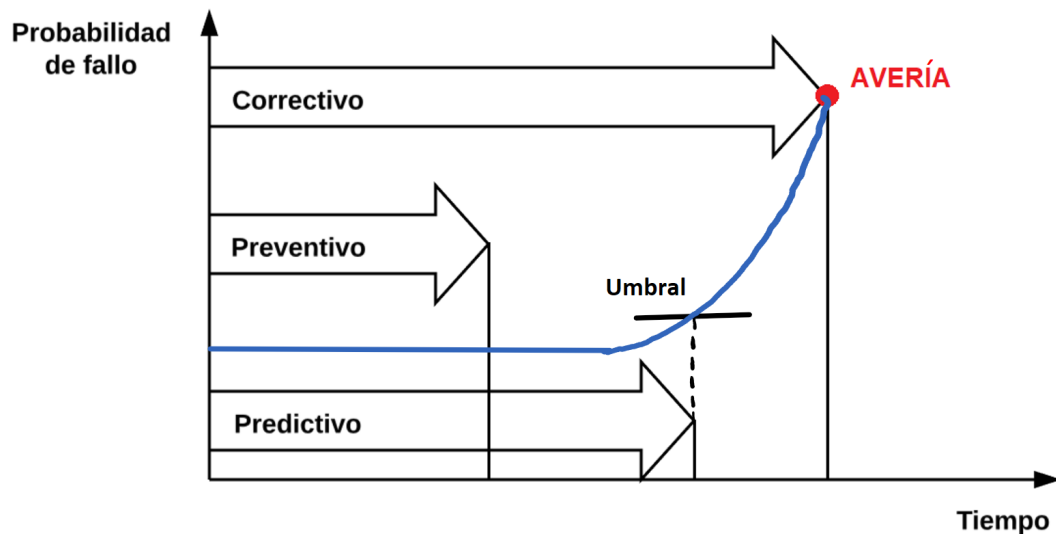 Probabilidad
de fallo
AVERÍA
Correctivo
Preventivo
Umbral
Predictivo
Tiempo